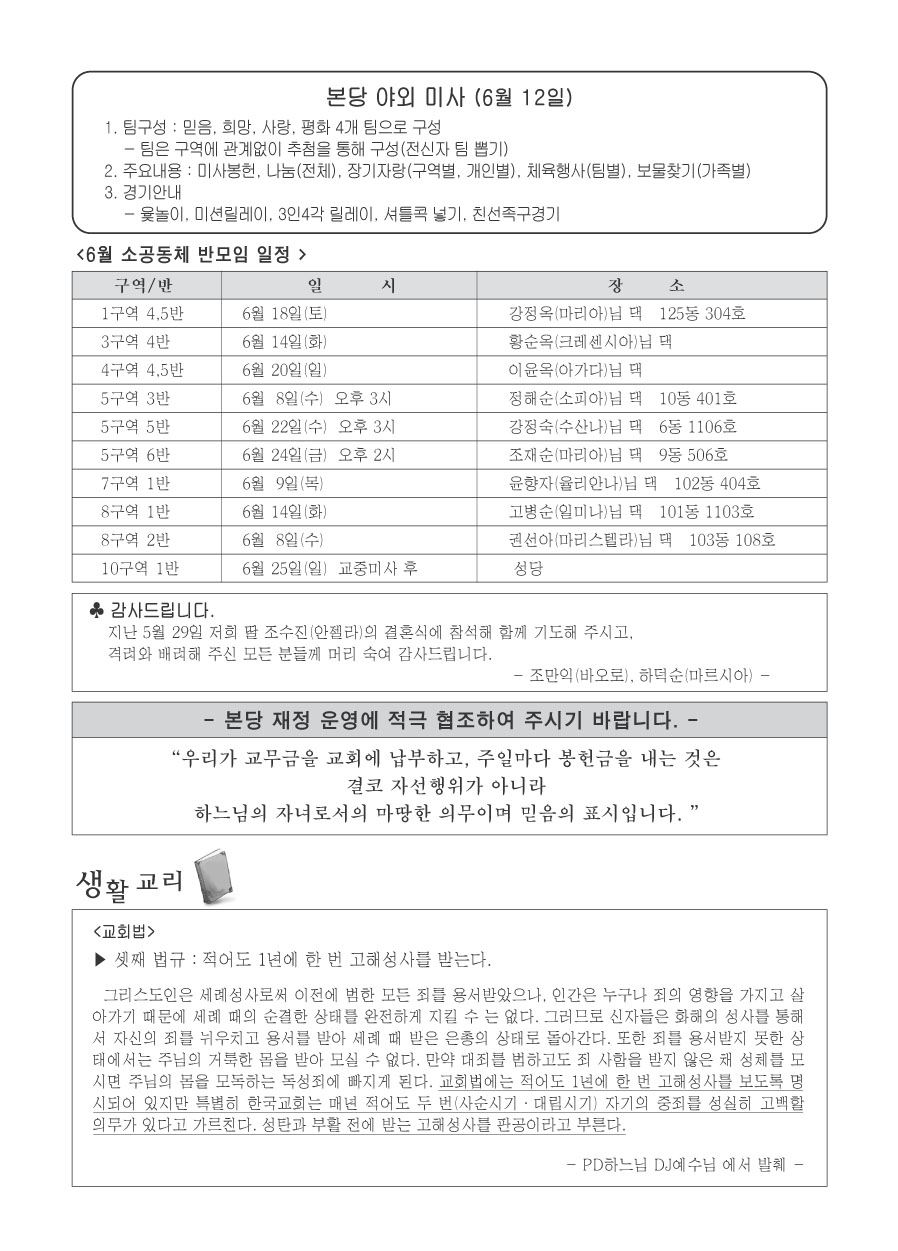 본당 야외 미사 (6월 12일)
1. 팀구성 : 믿음, 희망, 사랑, 평화 4개 팀으로 구성
- 팀은 구역에 관계없이 추첨을 통해 구성(전신자 팀 뽑기)
2. 주요내용 : 미사봉헌, 나눔(전체), 장기자랑(구역별, 개인별), 체육행사(팀별), 보물찾기(가족별)
3. 경기안내
- 윷놀이, 미션릴레이, 3인4각 릴레이, 셔틀콕 넣기, 친선족구경기
<6월 소공동체 반모임 일정 >
구역/반 일 시 장 소
1구역 4,5반 6월 18일(토) 강정옥(마리아)님 댁 125동 304호
3구역 4반 6월 14일(화) 황순옥(크레센시아)님 댁
4구역 4,5반 6월 20일(일) 이윤옥(아가다)님 댁
5구역 3반 6월 8일(수) 오후 3시 정해순(소피아)님 댁 10동 401호
5구역 5반 6월 22일(수) 오후 3시 강정숙(수산나)님 댁 6동 1106호
5구역 6반 6월 24일(금) 오후 2시 조재순(마리아)님 댁 9동 506호
7구역 1반 6월 9일(목) 윤향자(율리안나)님 댁 102동 404호
8구역 1반 6월 14일(화) 고병순(일미나)님 댁 101동 1103호
8구역 2반 6월 8일(수) 권선아(마리스텔라)님 댁 103동 108호
10구역 1반 6월 25일(일) 교중미사 후 성당
♣ 감사드립니다.
지난 5월 29일 저희 딸 조수진(안젤라)의 결혼식에 참석해 함께 기도해 주시고,
격려와 배려해 주신 모든 분들께 머리 숙여 감사드립니다.
- 조만익(바오로), 하덕순(마르시아) -
- 본당 재정 운영에 적극 협조하여 주시기 바랍니다. -
“우리가 교무금을 교회에 납부하고, 주일마다 봉헌금을 내는 것은
결코 자선행위가 아니라
하느님의 자녀로서의 마땅한 의무이며 믿음의 표시입니다. ”
생활 교리
<교회법>
▶ 셋째 법규 : 적어도 1년에 한 번 고해성사를 받는다.
그리스도인은 세례성사로써 이전에 범한 모든 죄를 용서받았으나, 인간은 누구나 죄의 영향을 가지고 살
아가기 때문에 세례 때의 순결한 상태를 완전하게 지킬 수 는 없다. 그러므로 신자들은 화해의 성사를 통해
서 자신의 죄를 뉘우치고 용서를 받아 세례 때 받은 은총의 상태로 돌아간다. 또한 죄를 용서받지 못한 상
태에서는 주님의 거룩한 몸을 받아 모실 수 없다. 만약 대죄를 범하고도 죄 사함을 받지 않은 채 성체를 모
시면 주님의 몸을 모독하는 독성죄에 빠지게 된다. 교회법에는 적어도 1년에 한 번 고해성사를 보도록 명
시되어 있지만 특별히 한국교회는 매년 적어도 두 번(사순시기 · 대림시기) 자기의 중죄를 성실히 고백할
의무가 있다고 가르친다. 성탄과 부활 전에 받는 고해성사를 판공이라고 부른다.
- PD하느님 DJ예수님 에서 발췌 -